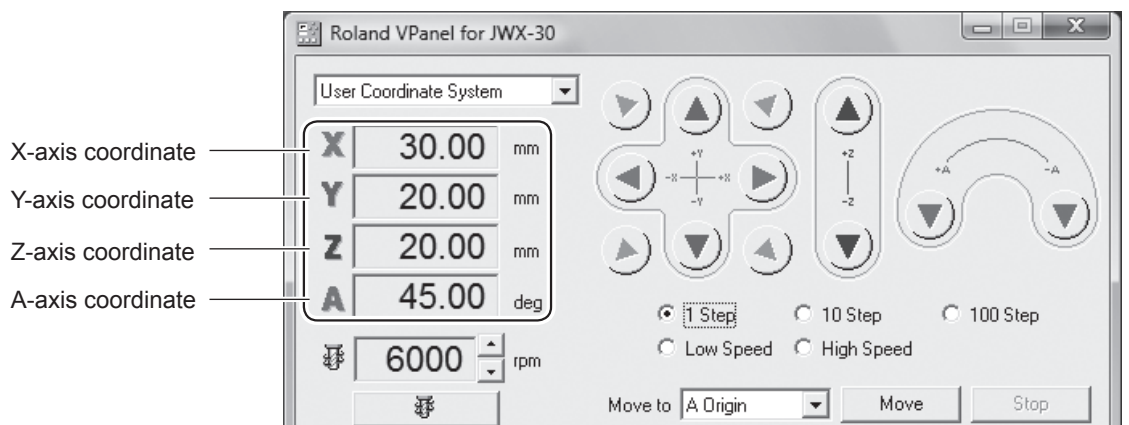 Roland VPanel for JWX-30
User Coordinate System
X-axis coordinate
X 30.00 mm
Y-axis coordinate
Y 20.00 mm
Z-axis coordinate
Z 20.00 mm
A-axis coordinate
A 45.00 deg
6000 rpm
+Y
-X +X
-Y
+Z
-Z
+A -A
1 Step 10 Step 100 Step
Low Speed High Speed
Move to A Origin Move Stop